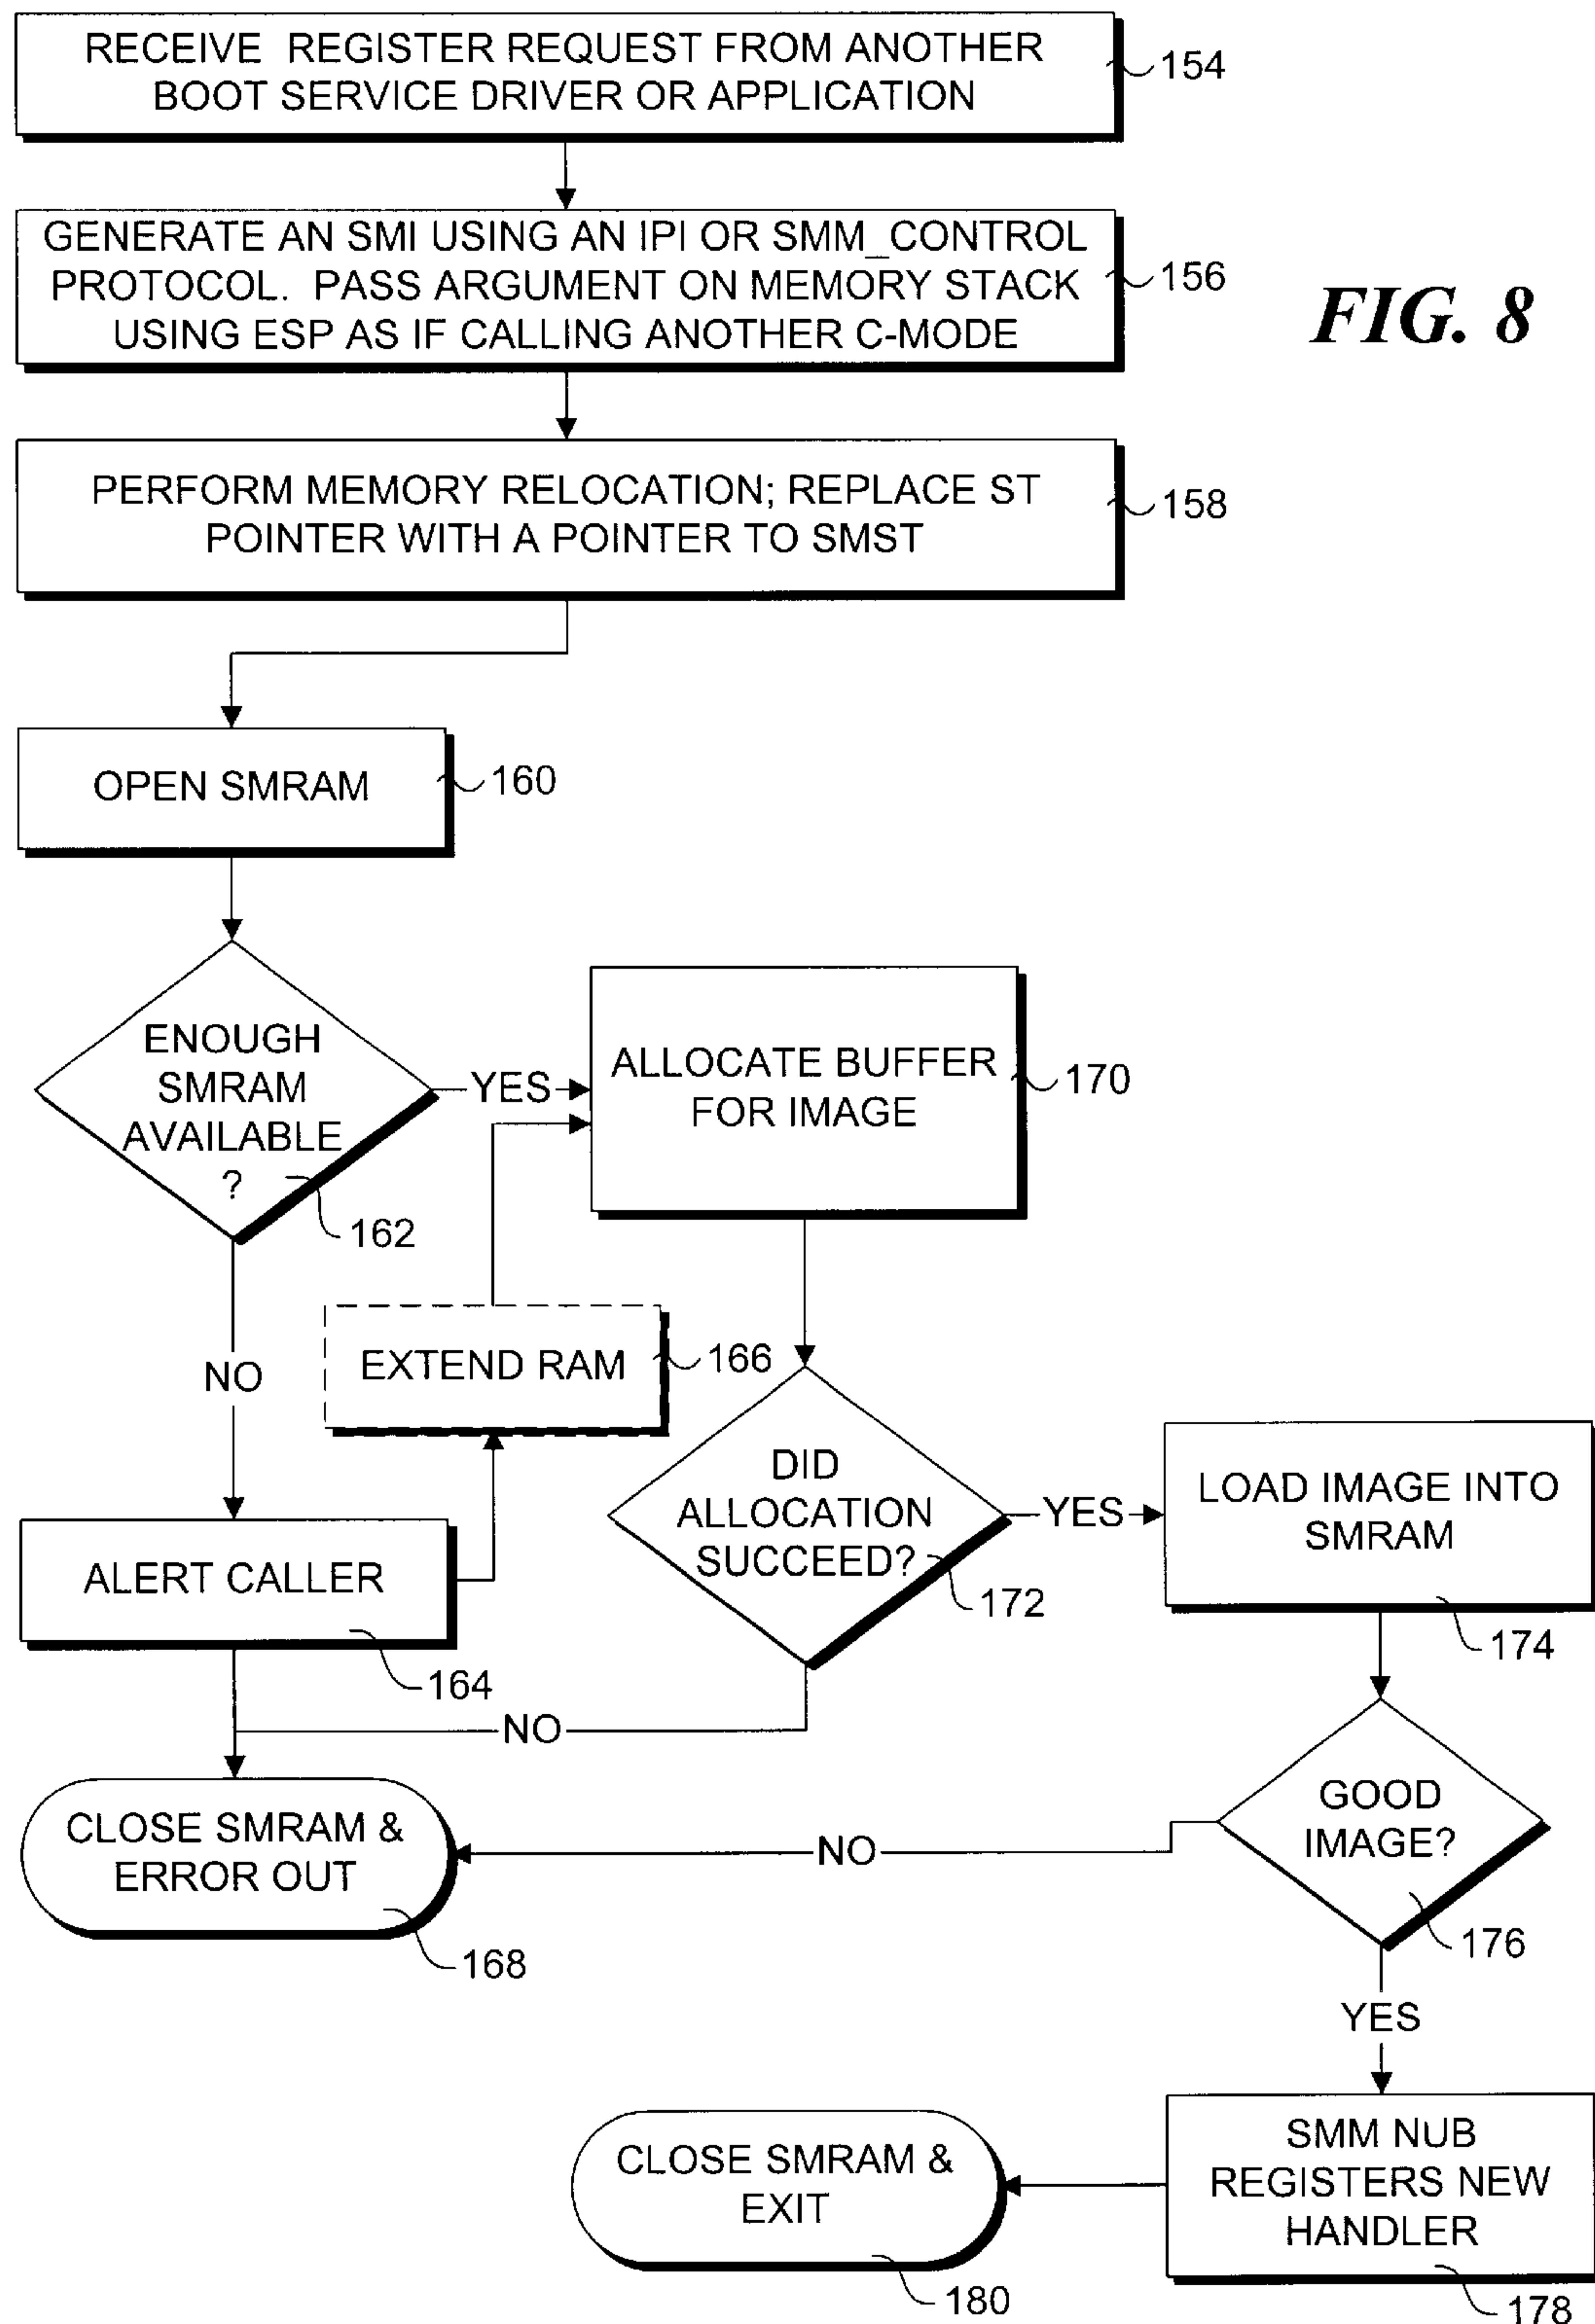 RECEIVE REGISTER REQUEST FROM ANOTHER
BOOT SERVICE DRIVER OR APPLICATION
154
GENERATE AN SMI USING AN IPI OR SMM_CONTROL
PROTOCOL. PASS ARGUMENT ON MEMORY STACK
USING ESP AS IF CALLING ANOTHER C-MODE
156
FIG. 8
PERFORM MEMORY RELOCATION; REPLACE ST
POINTER WITH A POINTER TO SMST
158
OPEN SMRAM
160
ENOUGH
SMRAM
AVAILABLE
?
162
YES
ALLOCATE BUFFER
FOR IMAGE
170
NO
EXTEND RAM
166
DID
ALLOCATION
SUCCEED?
172
YES
LOAD IMAGE INTO
SMRAM
174
ALERT CALLER
164
NO
CLOSE SMRAM &
ERROR OUT
168
NO
GOOD
IMAGE?
176
YES
SMM NUB
REGISTERS NEW
HANDLER
178
CLOSE SMRAM &
EXIT
180